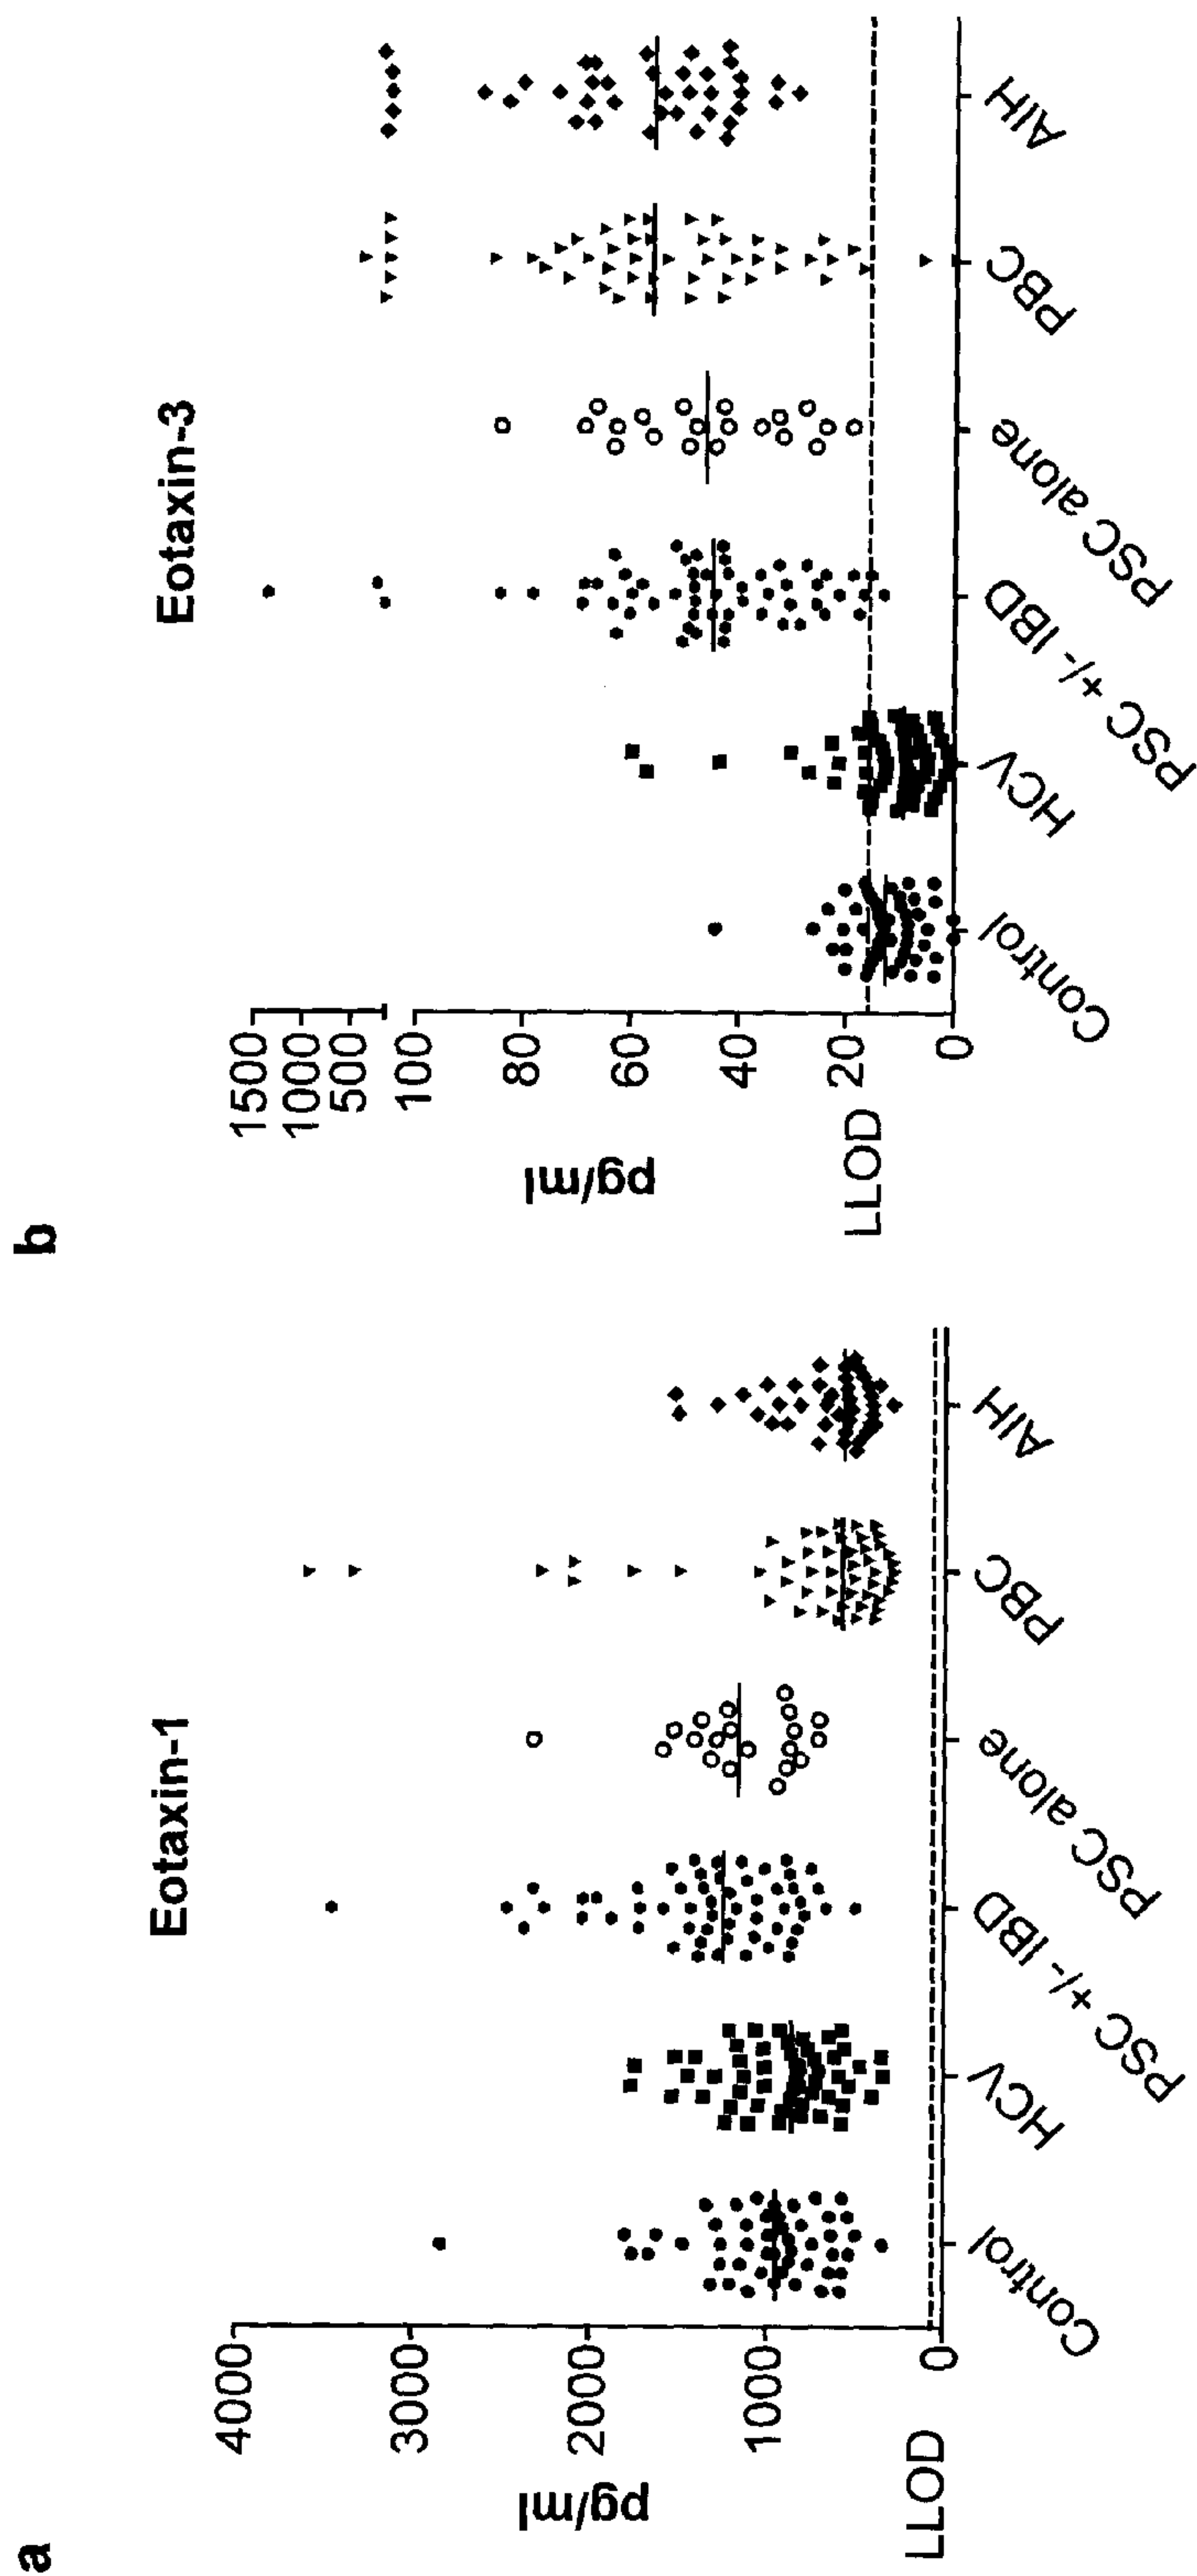 a
Eotaxin-1
4000
3000
2000
1000
0
pg/ml
LLOD
Control
HCV
PSC +/- IBD
PSC alone
PBC
AIH
b
Eotaxin-3
1500
1000
500
100
80
60
40
20
0
pg/ml
LLOD
Control
HCV
PSC +/- IBD
PSC alone
PBC
AIH